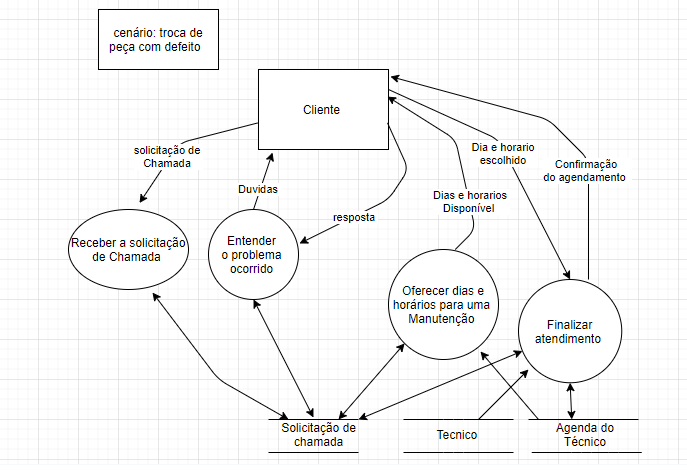 cenário: troca de
peça com defeito
Cliente
solicitação de
Chamada
Duvidas
resposta
Dias e horarios
Disponível
Dia e horario
escolhido
Confirmação
do agendamento
Receber a solicitação
de Chamada
Entender
o problema
ocorrido
Oferecer dias e
horários para uma
Manutenção
Finalizar
atendimento
Solicitação de
chamada
Tecnico
Agenda do
Técnico